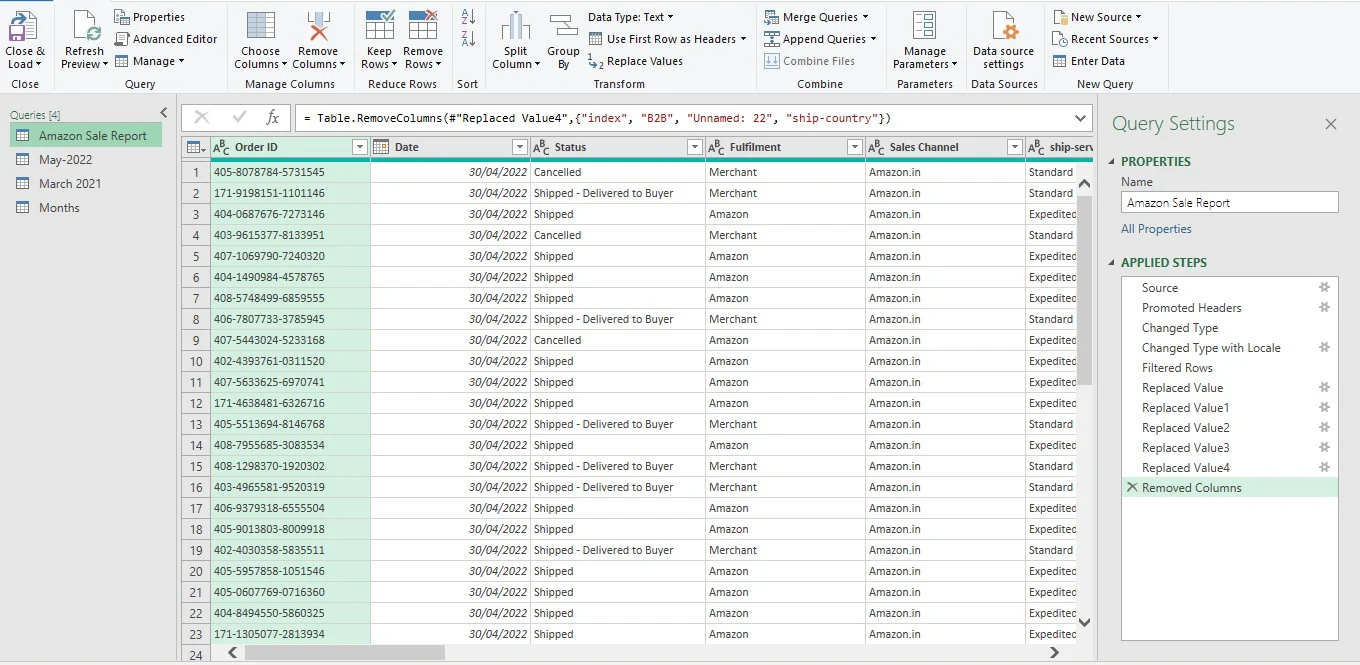 Close & Load
Close
Refresh Preview
Properties
Advanced Editor
Manage
Query
Choose Columns
Remove Columns
Manage Columns
Keep Rows
Remove Rows
Reduce Rows
A Z
Z A
Sort
Split Column
Group By
Data Type: Text
Use First Row as Headers
1 2 Replace Values
Transform
Merge Queries
Append Queries
Combine Files
Combine
Manage Parameters
Parameters
Data source settings
Data Sources
New Source
Recent Sources
Enter Data
New Query
Queries [4]
Amazon Sale Report
May-2022
March 2021
Months
fx = Table.RemoveColumns(#"Replaced Value4",{"index", "B2B", "Unnamed: 22", "ship-country"})
ABC Order ID Date ABC Status ABC Fulfilment ABC Sales Channel ABC ship-serv
1 405-8078784-5731545 30/04/2022 Cancelled Merchant Amazon.in Standard
2 171-9198151-1101146 30/04/2022 Shipped - Delivered to Buyer Merchant Amazon.in Standard
3 404-0687676-7273146 30/04/2022 Shipped Amazon Amazon.in Expedited
4 403-9615377-8133951 30/04/2022 Cancelled Merchant Amazon.in Standard
5 407-1069790-7240320 30/04/2022 Shipped Amazon Amazon.in Expedited
6 404-1490984-4578765 30/04/2022 Shipped Amazon Amazon.in Expedited
7 408-5748499-6859555 30/04/2022 Shipped Amazon Amazon.in Expedited
8 406-7807733-3785945 30/04/2022 Shipped - Delivered to Buyer Merchant Amazon.in Standard
9 407-5443024-5233168 30/04/2022 Cancelled Amazon Amazon.in Expedited
10 402-4393761-0311520 30/04/2022 Shipped Amazon Amazon.in Expedited
11 407-5633625-6970741 30/04/2022 Shipped Amazon Amazon.in Expedited
12 171-4638481-6326716 30/04/2022 Shipped Amazon Amazon.in Expedited
13 405-5513694-8146768 30/04/2022 Shipped - Delivered to Buyer Merchant Amazon.in Standard
14 408-7955685-3083534 30/04/2022 Shipped Amazon Amazon.in Expedited
15 408-1298370-1920302 30/04/2022 Shipped - Delivered to Buyer Merchant Amazon.in Standard
16 403-4965581-9520319 30/04/2022 Shipped - Delivered to Buyer Merchant Amazon.in Standard
17 406-9379318-6555504 30/04/2022 Shipped Amazon Amazon.in Expedited
18 405-9013803-8009918 30/04/2022 Shipped Amazon Amazon.in Expedited
19 402-4030358-5835511 30/04/2022 Shipped - Delivered to Buyer Merchant Amazon.in Standard
20 405-5957858-1051546 30/04/2022 Shipped Amazon Amazon.in Expedited
21 405-0607769-0716360 30/04/2022 Shipped Amazon Amazon.in Expedited
22 404-8494550-5860325 30/04/2022 Shipped Amazon Amazon.in Expedited
23 171-1305077-2813934 30/04/2022 Shipped Amazon Amazon.in Expedited
24
Query Settings
PROPERTIES
Name
Amazon Sale Report
All Properties
APPLIED STEPS
Source
Promoted Headers
Changed Type
Changed Type with Locale
Filtered Rows
Replaced Value
Replaced Value1
Replaced Value2
Replaced Value3
Replaced Value4
Removed Columns